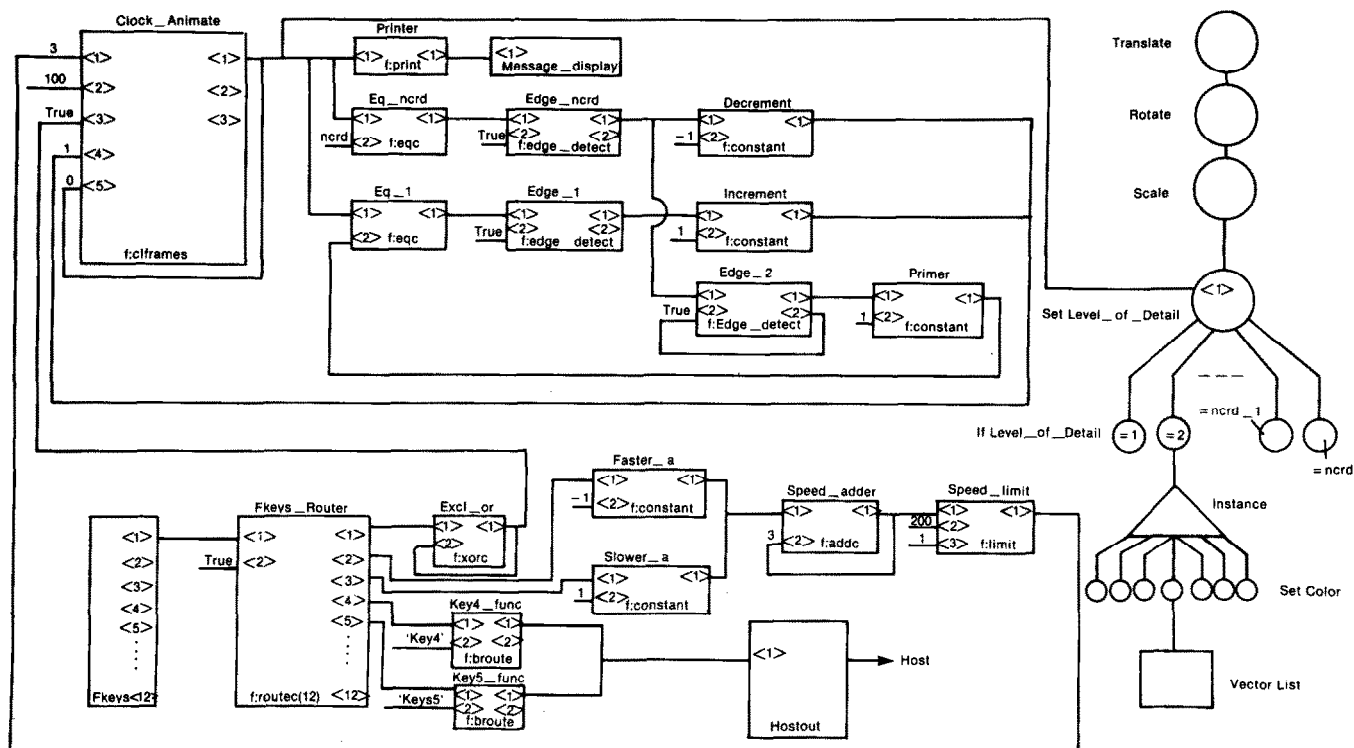 Clock_Animate
3
<1>
<1>
100
<2>
<2>
True
<3>
<3>
1
<4>
0
<5>
f:clframes
Printer
<1>
<1>
f:print
<1>
Message_display
Eq_ncrd
<1>
<1>
ncrd
<2>
f:eqc
Edge_ncrd
<1>
<1>
True
<2>
<2>
f:edge_detect
Decrement
<1>
<1>
-1
<2>
f:constant
Eq_1
<1>
<1>
<2>
f:eqc
Edge_1
<1>
<1>
<2>
<2>
True
f:edge_detect
Increment
<1>
<1>
1
<2>
f:constant
Edge_2
<1>
<1>
True
<2>
<2>
f:Edge_detect
Primer
<1>
<1>
1
<2>
f:constant
Translate
Rotate
Scale
<1>
Set Level_of_Detail
If Level_of_Detail
=1
=2
=ncrd_1
=ncrd
Instance
Set Color
Vector List
<1>
<2>
<3>
<4>
<5>
Fkeys<12>
Fkeys_Router
<1>
<1>
True
<2>
<2>
<3>
<4>
<5>
f:routec(12)
<12>
Excl_or
<1>
<1>
<2>
f:xorc
Faster_a
<1>
<1>
-1
<2>
f:constant
Slower_a
<1>
<1>
1
<2>
f:constant
Key4_func
<1>
<1>
'Key4'
<2>
<2>
f:broute
Key5_func
<1>
<1>
'Keys5'
<2>
<2>
f:broute
Speed_adder
<1>
<1>
3
<2>
f:addc
Speed_limit
<1>
<1>
200
<2>
1
<3>
f:limit
<1>
Hostout
Host